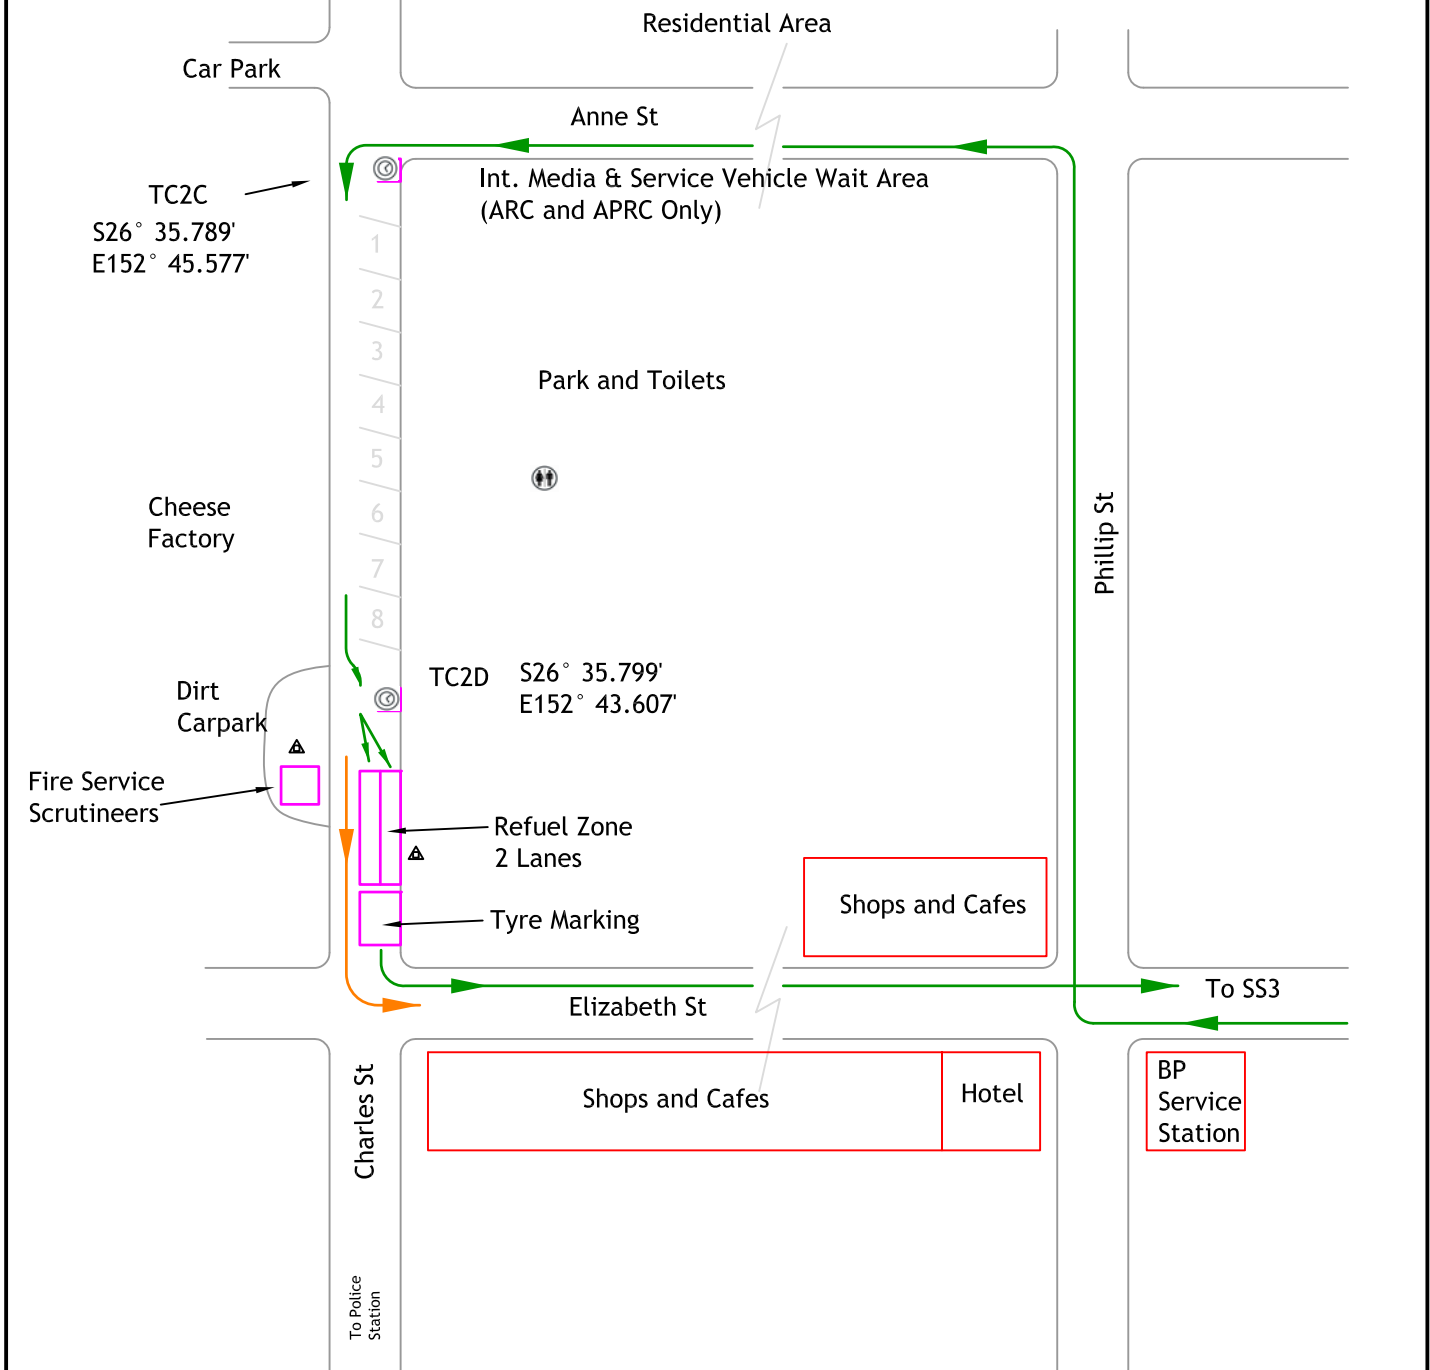 Residential Area
Car Park
Anne St
TC2C
S26° 35.789'
E152° 45.577'
Int. Media & Service Vehicle Wait Area
(ARC and APRC Only)
1
2
3
4
5
6
7
8
Park and Toilets
Cheese
Factory
Phillip St
TC2D
S26° 35.799'
E152° 43.607'
Dirt
Carpark
Fire Service
Scrutineers
Refuel Zone
2 Lanes
Tyre Marking
Shops and Cafes
Elizabeth St
To SS3
Charles St
Shops and Cafes
Hotel
BP
Service
Station
To Police
Station